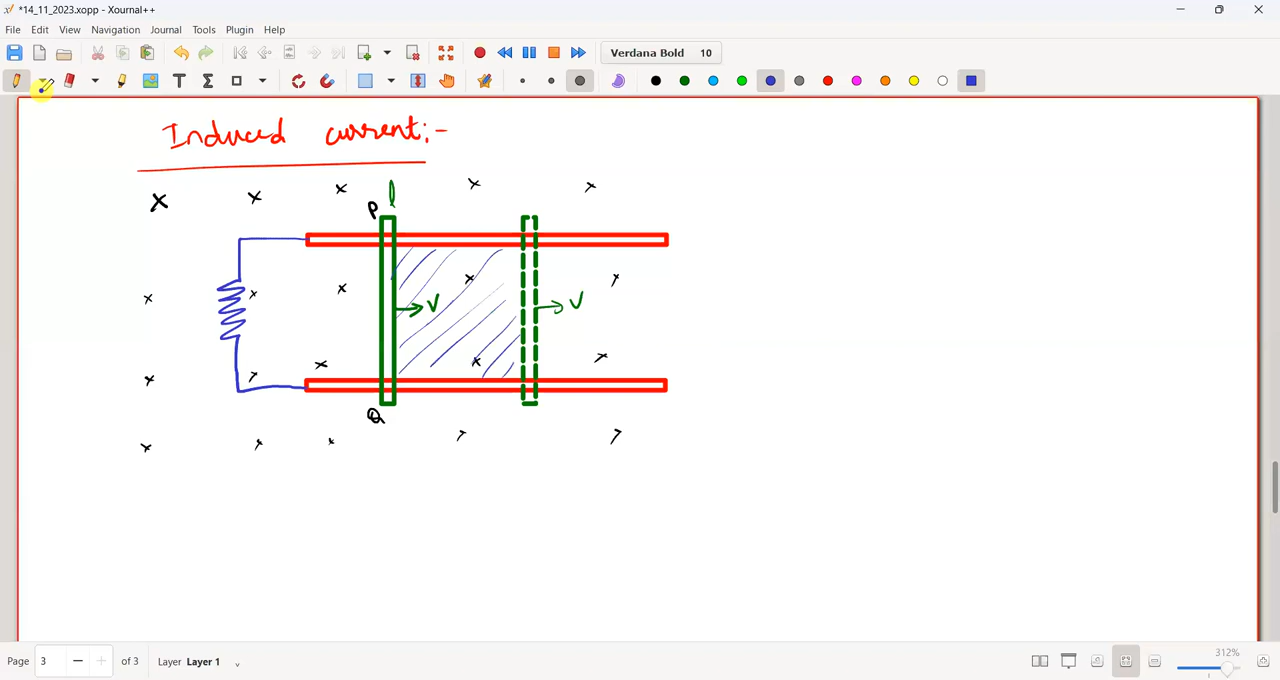 *14_11_2023.xopp - Xournal++
File Edit View Navigation Journal Tools Plugin Help
Verdana Bold 10
Induced current:-
l
P
V
V
Q
Page 3 of 3 Layer Layer 1
312%